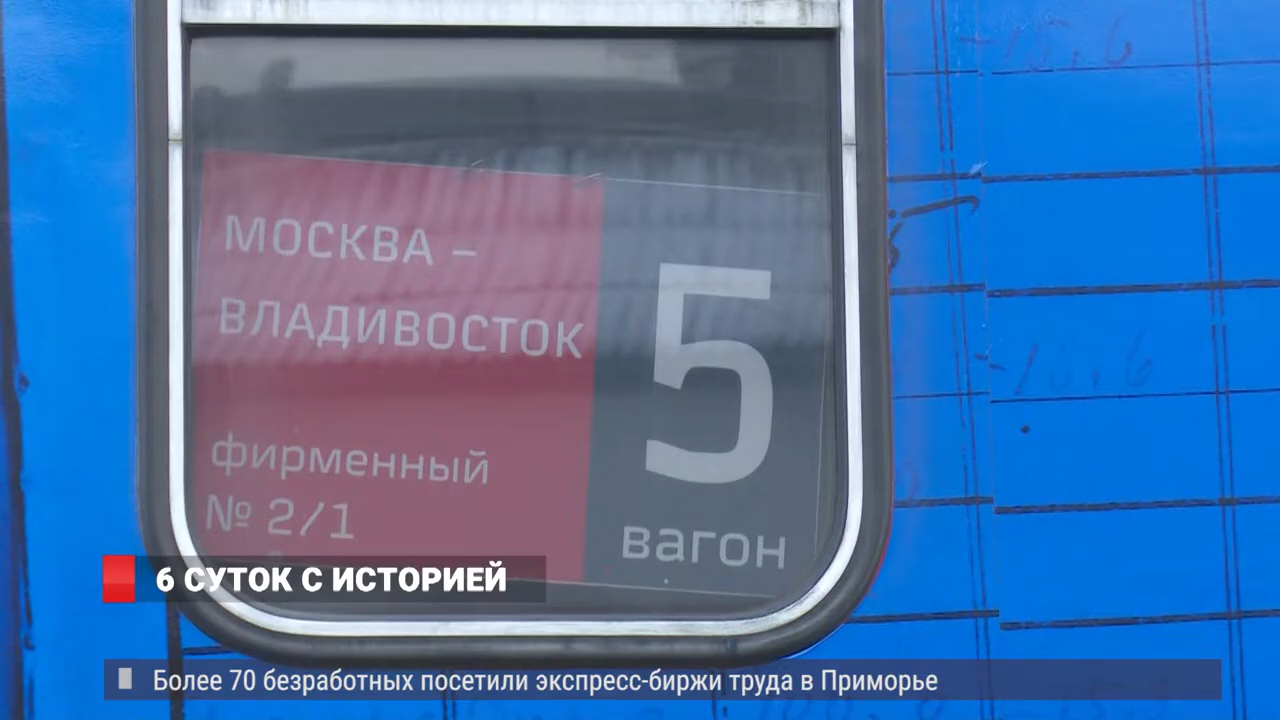 МОСКВА –
ВЛАДИВОСТОК
фирменный
№ 2/1
5
вагон
6 СУТОК С ИСТОРИЕЙ
Более 70 безработных посетили экспресс-биржи труда в Приморье